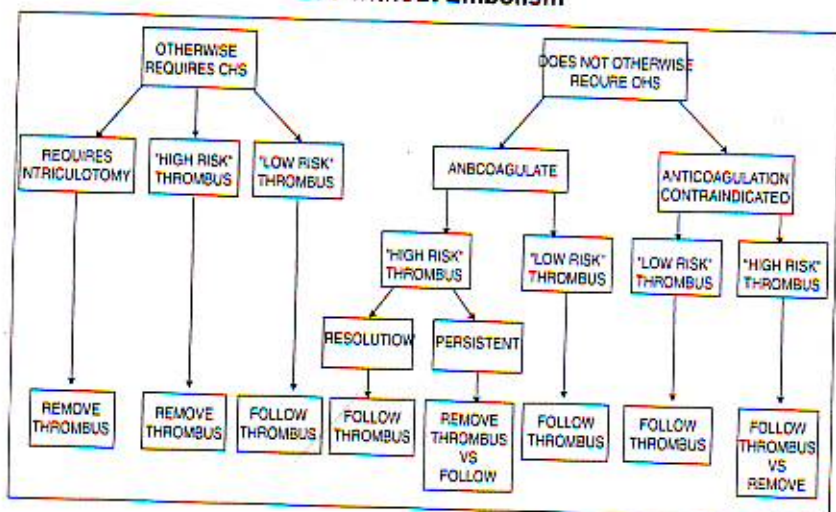 Embolism
OTHERWISE
REQUIRES CHS
DOES NOT OTHERWISE
RECURE OHS
REQUIRES
NTRICULOTOMY
"HIGH RISK"
THROMBUS
"LOW RISK"
THROMBUS
ANBCOAGULATE
ANTICOAGULATION
CONTRAINDICATED
"HIGH RISK"
THROMBUS
"LOW RISK"
THROMBUS
"LOW RISK"
THROMBUS
"HIGH RISK"
THROMBUS
RESOLUTIOW
PERSISTENT
REMOVE
THROMBUS
REMOVE
THROMBUS
FOLLOW
THROMBUS
FOLLOW
THROMBUS
REMOVE
THROMBUS
VS
FOLLOW
FOLLOW
THROMBUS
FOLLOW
THROMBUS
FOLLOW
THROMBUS
VS
REMOVE